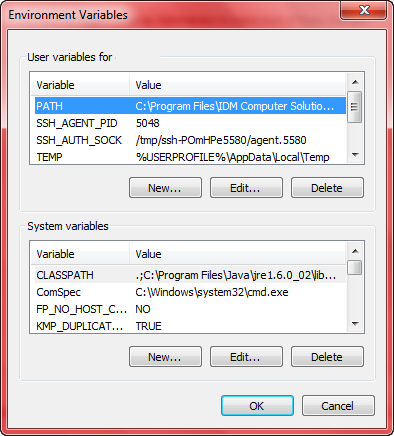 Environment Variables
User variables for
Variable Value
PATH C:\Program Files\IDM Computer Solutio...
SSH_AGENT_PID 5048
SSH_AUTH_SOCK /tmp/ssh-POmHPe5580/agent.5580
TEMP %USERPROFILE%\AppData\Local\Temp
New... Edit... Delete
System variables
Variable Value
CLASSPATH .;C:\Program Files\Java\jre1.6.0_02\lib...
ComSpec C:\Windows\system32\cmd.exe
FP_NO_HOST_C... NO
KMP_DUPLICAT... TRUE
New... Edit... Delete
OK Cancel